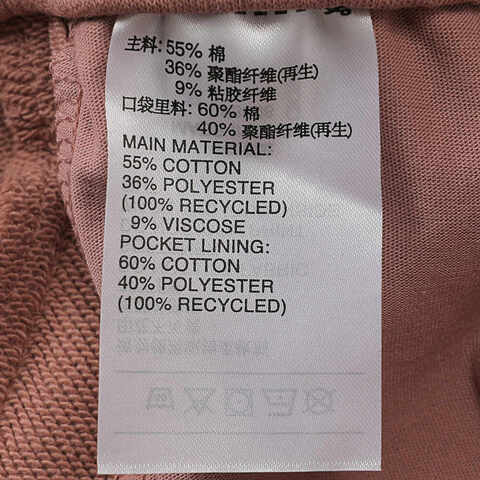 主料: 55% 棉
36% 聚酯纤维(再生)
9% 粘胶纤维
口袋里料: 60% 棉
40% 聚酯纤维(再生)
MAIN MATERIAL:
55% COTTON
36% POLYESTER
(100% RECYCLED)
9% VISCOSE
POCKET LINING:
60% COTTON
40% POLYESTER
(100% RECYCLED)